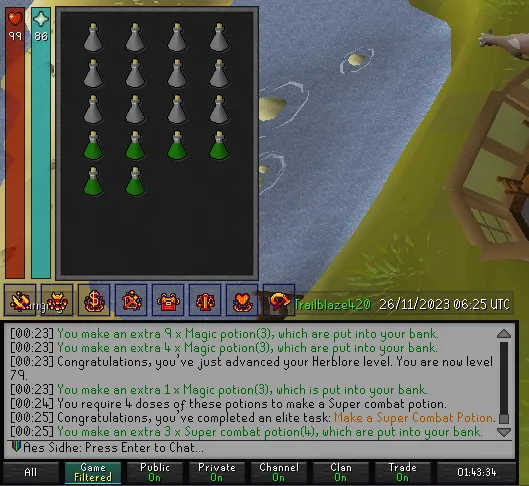 99
86
Trailblaze420 26/11/2023 06:25 UTC
[00:23] You make an extra 9 x Magic potion(3), which are put into your bank.
[00:23] You make an extra 4 x Magic potion(3), which are put into your bank.
[00:23] Congratulations, you've just advanced your Herblore level. You are now level
79.
[00:23] You make an extra 1 x Magic potion(3), which is put into your bank.
[00:24] You require 4 doses of these potions to make a Super combat potion.
[00:25] Congratulations, you've completed an elite task: Make a Super Combat Potion.
[00:25] You make an extra 3 x Super combat potion(4), which are put into your bank.
Aes Sidhe: Press Enter to Chat...
All Game Public Private Channel Clan Trade 01:43:34
Filtered On On On On On